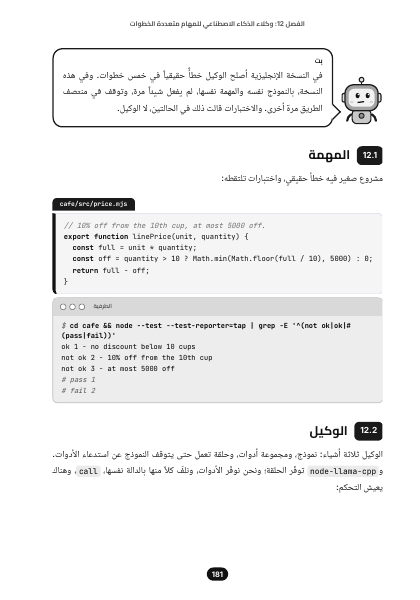 الفصل 12: وكلاء الذكاء الاصطناعي للمهام متعددة الخطوات
بت
في النسخة الإنجليزية أصلح الوكيل خطأً حقيقياً في خمس خطوات. وفي هذه
النسخة، بالنموذج نفسه والمهمة نفسها، لم يفعل شيئاً مرة، وتوقف في منتصف
الطريق مرة أخرى. والاختبارات قالت ذلك في الحالتين، لا الوكيل.
12.1 المهمة
مشروع صغير فيه خطأ حقيقي، واختبارات تلتقطه:
cafe/src/price.mjs
// 10% off from the 10th cup, at most 5000 off.
export function linePrice(unit, quantity) {
const full = unit * quantity;
const off = quantity > 10 ? Math.min(Math.floor(full / 10), 5000) : 0;
return full - off;
}
الطرفية
$ cd cafe && node --test --test-reporter=tap | grep -E '^(not ok|ok|#
(pass|fail))'
ok 1 - no discount below 10 cups
not ok 2 - 10% off from the 10th cup
not ok 3 - at most 5000 off
# pass 1
# fail 2
12.2 الوكيل
الوكيل ثلاثة أشياء: نموذج، ومجموعة أدوات، وحلقة تعمل حتى يتوقف النموذج عن استدعاء الأدوات.
و node-llama-cpp توفّر الحلقة؛ ونحن نوفّر الأدوات، ونلفّ كلاً منها بالدالة نفسها، call، وهناك
يعيش التحكم:
181